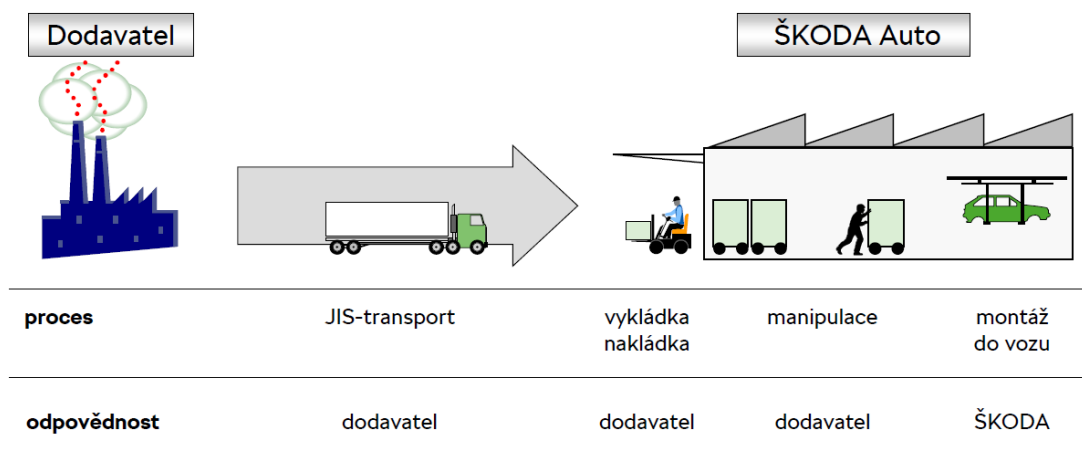 Dodavatel
ŠKODA Auto
proces
JIS-transport
vykládka
nakládka
manipulace
montáž
do vozu
odpovědnost
dodavatel
dodavatel
dodavatel
ŠKODA